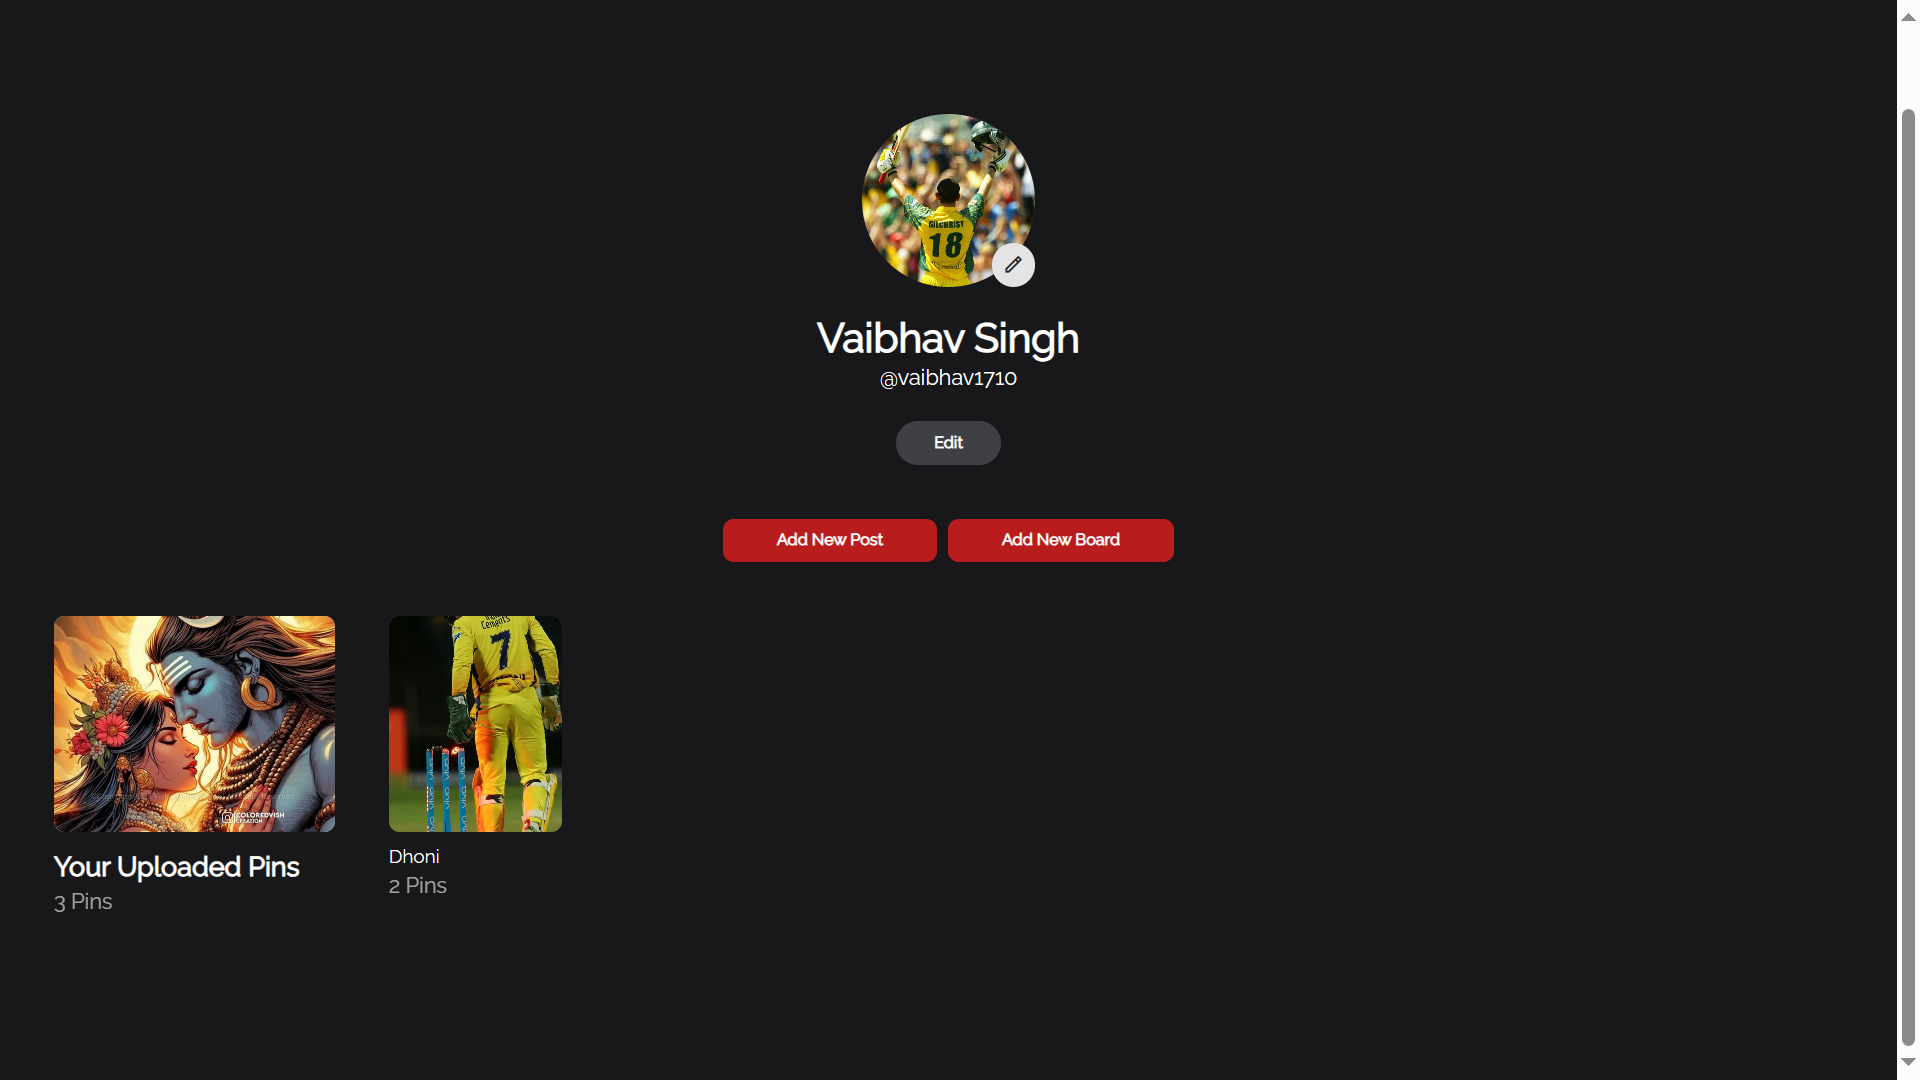 GILCHRIST
18
Vaibhav Singh
@vaibhav1710
Edit
Add New Post
Add New Board
7
COLOREDVISH
CREATION
Your Uploaded Pins
3 Pins
Dhoni
2 Pins